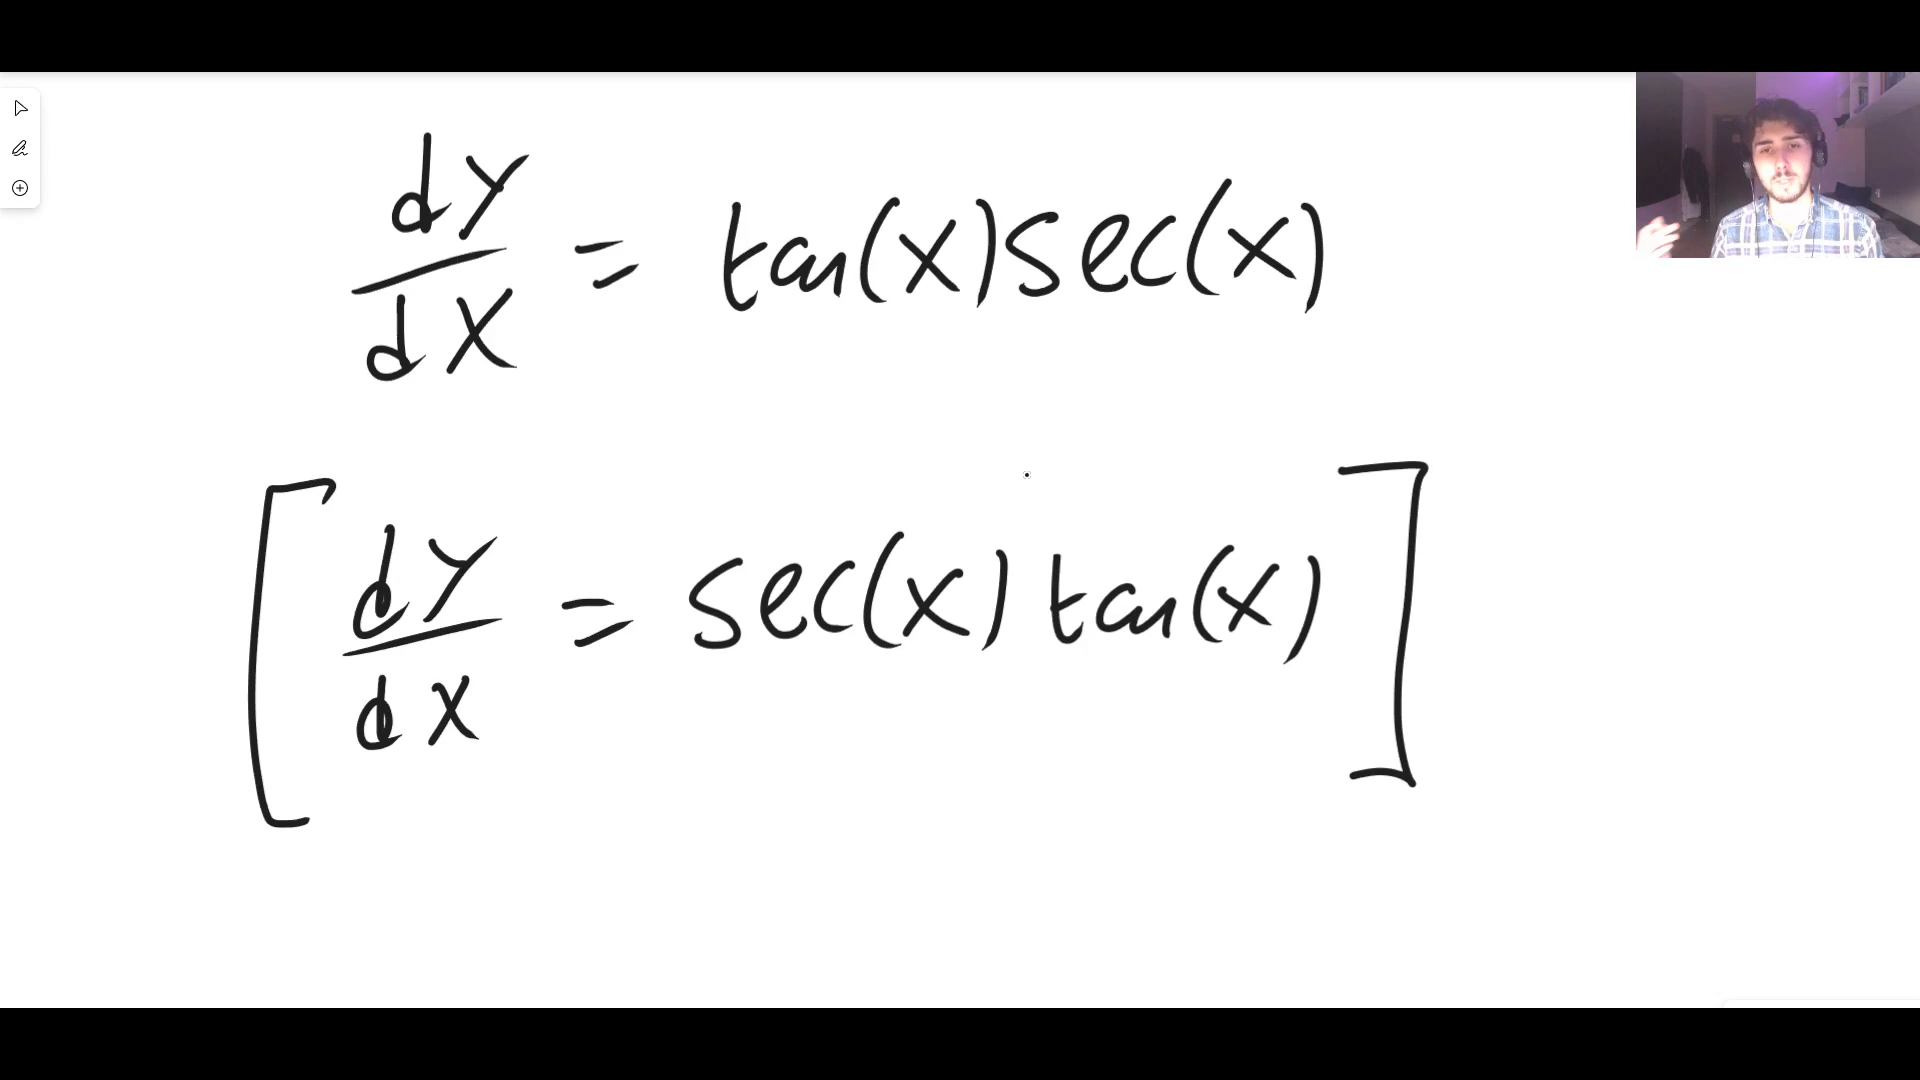 dy/dx = tan(x)sec(x)
[dy/dx = sec(x)tan(x)]